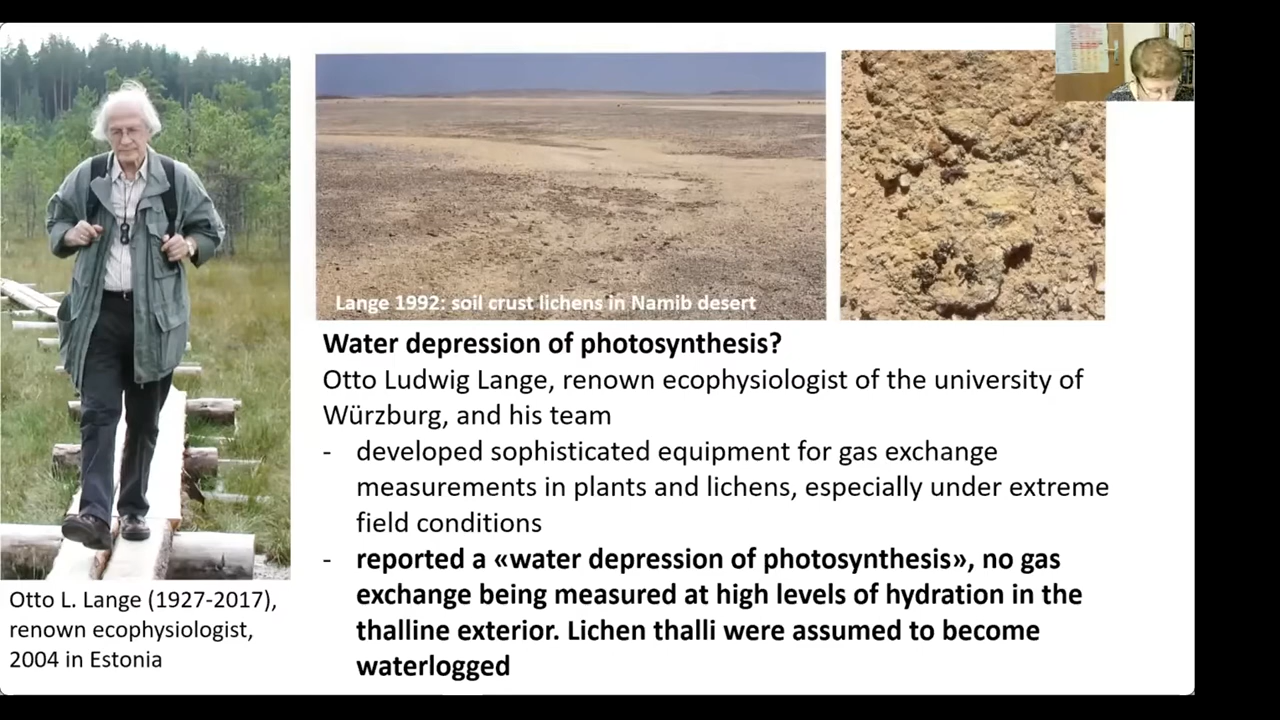 Lange 1992: soil crust lichens in Namib desert
Water depression of photosynthesis?
Otto Ludwig Lange, renown ecophysiologist of the university of
Würzburg, and his team
- developed sophisticated equipment for gas exchange
measurements in plants and lichens, especially under extreme
field conditions
- reported a «water depression of photosynthesis», no gas
exchange being measured at high levels of hydration in the
thalline exterior. Lichen thalli were assumed to become
waterlogged
Otto L. Lange (1927-2017),
renown ecophysiologist,
2004 in Estonia